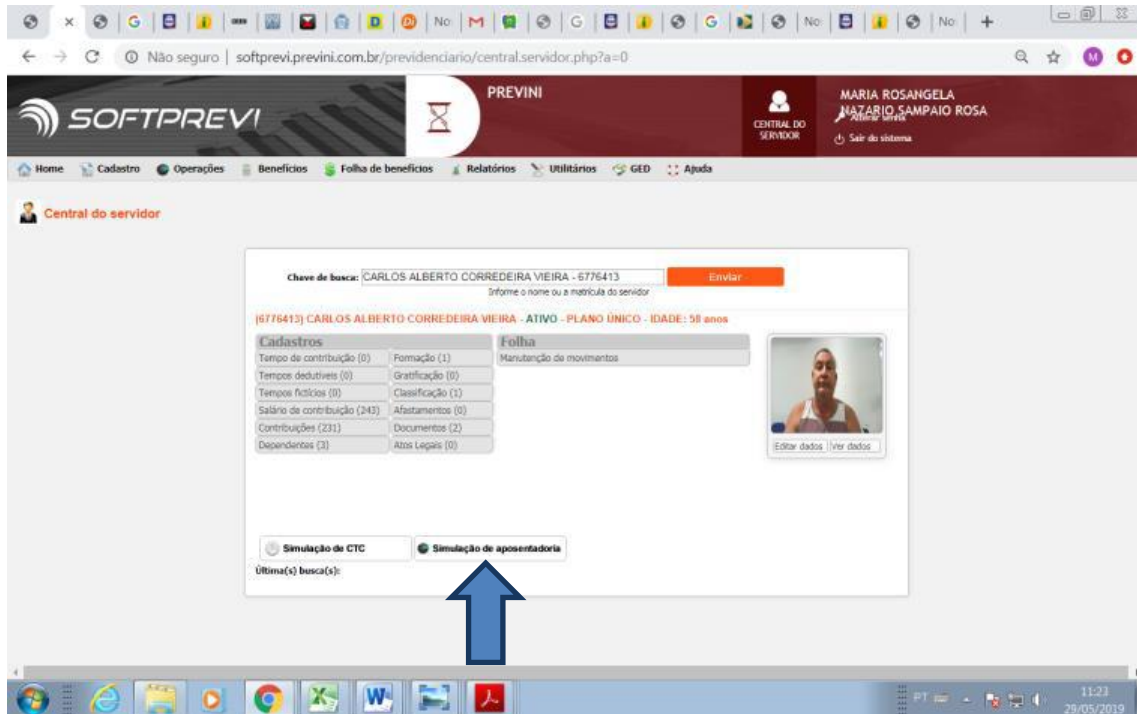 No
No
No
Não seguro | softprevi.previni.com.br/previdenciario/central.servidor.php?a=0
M
SOFTPREVI
PREVINI
CENTRAL DO SERVIDOR
MARIA ROSANGELA
NAZARIO SAMPAIO ROSA
Alterar senha
Sair do sistema
Home Cadastro Operações Benefícios Folha de benefícios Relatórios Utilitários GED Ajuda
Central do servidor
Chave de busca: CARLOS ALBERTO CORREDEIRA VIEIRA - 6776413 Enviar
Informe o nome ou a matrícula do servidor
(6776413) CARLOS ALBERTO CORREDEIRA VIEIRA - ATIVO - PLANO ÚNICO - IDADE: 58 anos
Cadastros Folha
Tempo de contribuição (0) Formação (1) Manutenção de movimentos
Tempos dedutíveis (0) Gratificação (0)
Tempos fictícios (0) Classificação (1)
Salário de contribuição (243) Afastamentos (0)
Contribuições (231) Documentos (2)
Dependentes (3) Atos Legais (0)
Editar dados Ver dados
Simulação de CTC Simulação de aposentadoria
Última(s) busca(s):
PT
11:23
29/05/2019